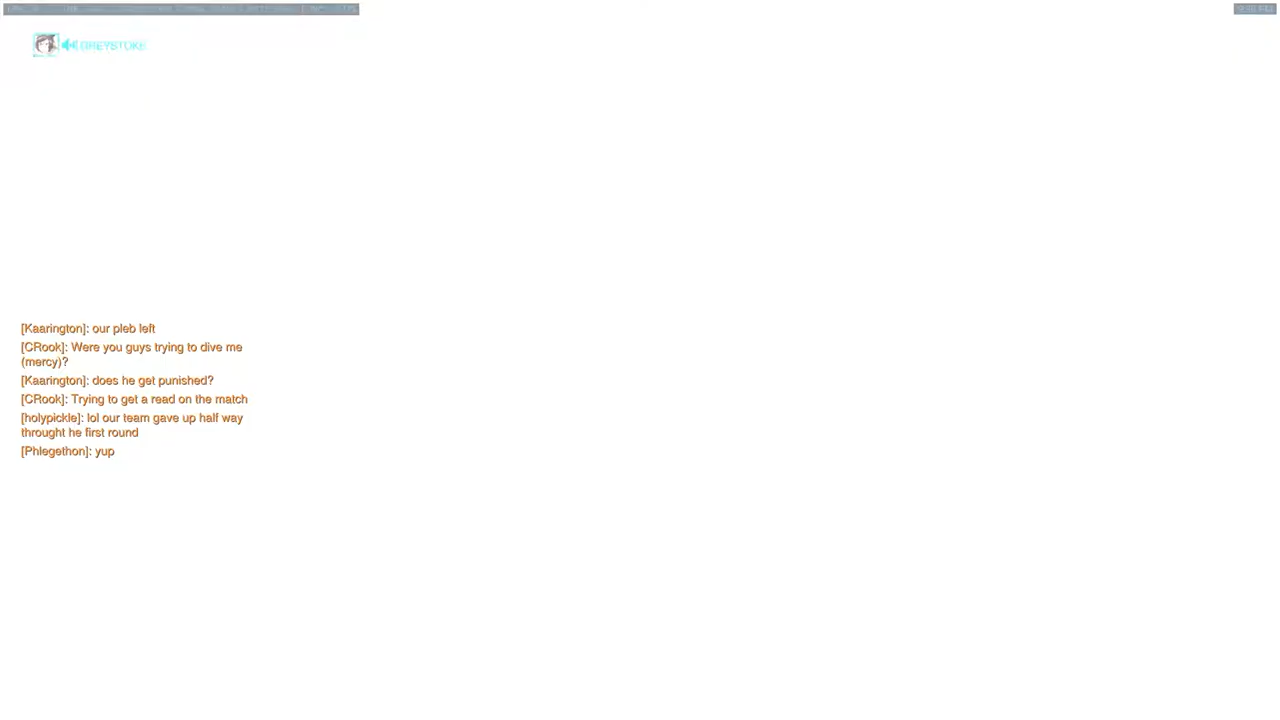 GREYSTOKE
[Kaarington]: our pleb left
[CRook]: Were you guys trying to dive me
(mercy)?
[Kaarington]: does he get punished?
[CRook]: Trying to get a read on the match
[holypickle]: lol our team gave up half way
throught he first round
[Phlegethon]: yup